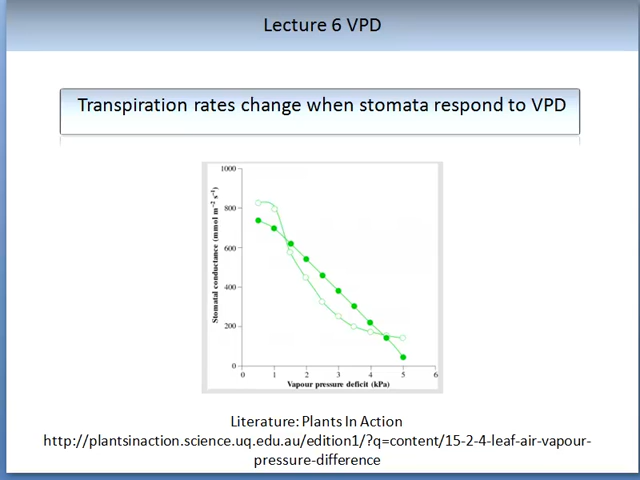 Lecture 6 VPD
Transpiration rates change when stomata respond to VPD
1000
800
600
400
200
0
Stomatal conductance (mmol m⁻² s⁻¹)
0 1 2 3 4 5 6
Vapour pressure deficit (kPa)
Literature: Plants In Action
http://plantsinaction.science.uq.edu.au/edition1/?q=content/15-2-4-leaf-air-vapour-
pressure-difference